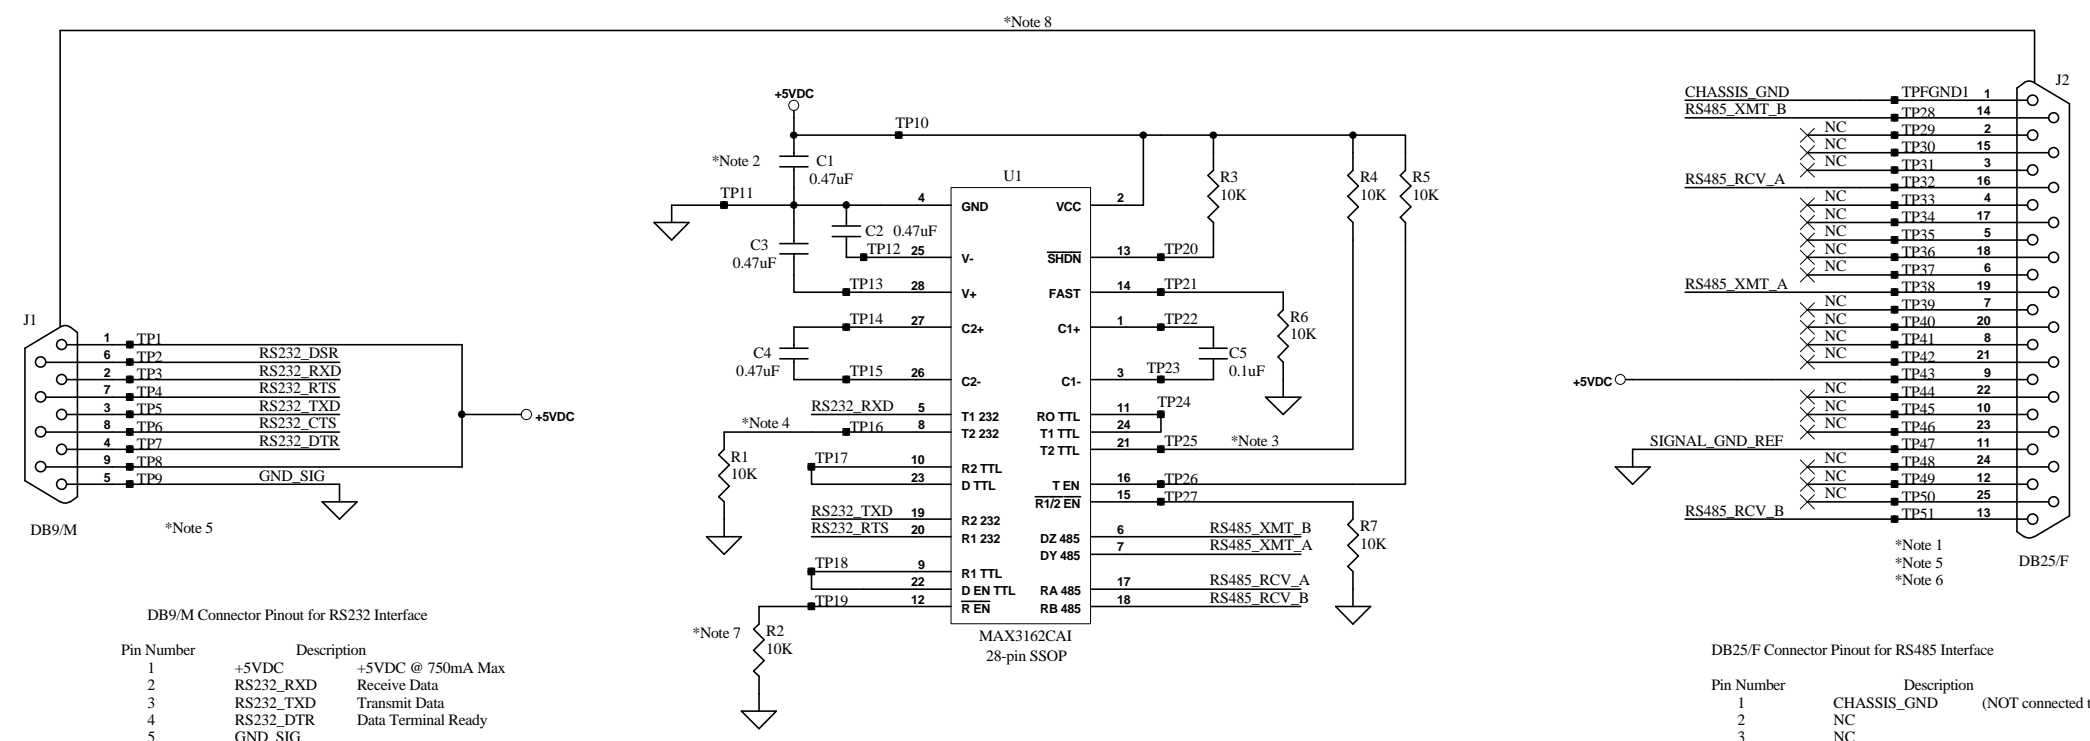 *Note 8
J1
1 TP1
6 TP2 RS232_DSR
2 TP3 RS232_RXD
7 TP4 RS232_RTS
3 TP5 RS232_TXD
8 TP6 RS232_CTS
4 TP7 RS232_DTR
9 TP8
5 TP9 GND_SIG
+5VDC
DB9/M
*Note 5
+5VDC
TP10
*Note 2
C1
0.47uF
TP11
C2 0.47uF
C3
0.47uF
TP12
TP13
TP14
C4
0.47uF
TP15
RS232_RXD
*Note 4
TP16
R1
10K
TP17
RS232_TXD
RS232_RTS
TP18
TP19
*Note 7
R2
10K
U1
4 GND VCC 2
25 V- SHDN 13
28 V+ FAST 14
27 C2+ C1+ 1
26 C2- C1- 3
5 T1 232 RO TTL 11
8 T2 232 T1 TTL 24
T2 TTL 21
10 R2 TTL
23 D TTL T EN 16
R1/2 EN 15
19 R2 232
20 R1 232 DZ 485 6
DY 485 7
9 R1 TTL
22 D EN TTL RA 485 17
12 R EN RB 485 18
MAX3162CAI
28-pin SSOP
R3
10K
R4
10K
R5
10K
TP20
TP21
R6
10K
TP22
C5
0.1uF
TP23
TP24
TP25
*Note 3
TP26
TP27
R7
10K
RS485_XMT_B
RS485_XMT_A
RS485_RCV_A
RS485_RCV_B
J2
CHASSIS_GND TPFGND1 1
RS485_XMT_B TP28 14
NC TP29 2
NC TP30 15
NC TP31 3
RS485_RCV_A TP32 16
NC TP33 4
NC TP34 17
NC TP35 5
NC TP36 18
NC TP37 6
RS485_XMT_A TP38 19
NC TP39 7
NC TP40 20
NC TP41 8
NC TP42 21
+5VDC TP43 9
NC TP44 22
NC TP45 10
NC TP46 23
SIGNAL_GND_REF TP47 11
NC TP48 24
NC TP49 12
NC TP50 25
RS485_RCV_B TP51 13
*Note 1
*Note 5
*Note 6
DB25/F
DB9/M Connector Pinout for RS232 Interface
Pin Number Description
1 +5VDC +5VDC @ 750mA Max
2 RS232_RXD Receive Data
3 RS232_TXD Transmit Data
4 RS232_DTR Data Terminal Ready
5 GND_SIG
DB25/F Connector Pinout for RS485 Interface
Pin Number Description
1 CHASSIS_GND (NOT connected t
2 NC
3 NC